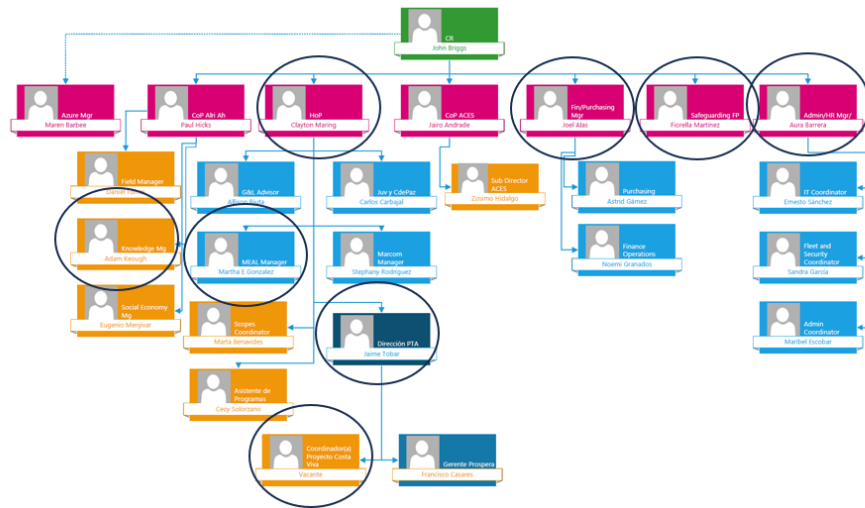 CR
John Briggs
Azure Mgr
Maren Barbee
CoP Alri Ah
Paul Hicks
HoP
Clayton Maring
CoP ACES
Jairo Andrade
Fin/Purchasing
Mgr
Joel Alas
Safeguarding FP
Fiorella Martinez
Admin/HR Mgr/
Aura Barrera
Field Manager
Daniel
G&L Advisor
Allison
Juv y CdePaz
Carlos Carbajal
Sub Director
ACES
Zosimo Hidalgo
Purchasing
Astrid Gámez
IT Coordinator
Ernesto Sánchez
Knowledge Mg
Adam Keough
MEAL Manager
Martha E Gonzalez
Marcom
Manager
Stephany Rodríguez
Finance
Operations
Noemi Granados
Fleet and
Security
Coordinator
Sandra García
Social Economy
Mg
Eugenio Menjivar
Scopes
Coordinator
Marta Benavides
Dirección PTA
Jaime Tobar
Admin
Coordinator
Maribel Escobar
Asistente de
Programas
Cecy Solorzano
Coordinador(a)
Proyecto Costa
Viva
Vacante
Gerente Prospera
Francisco Casares